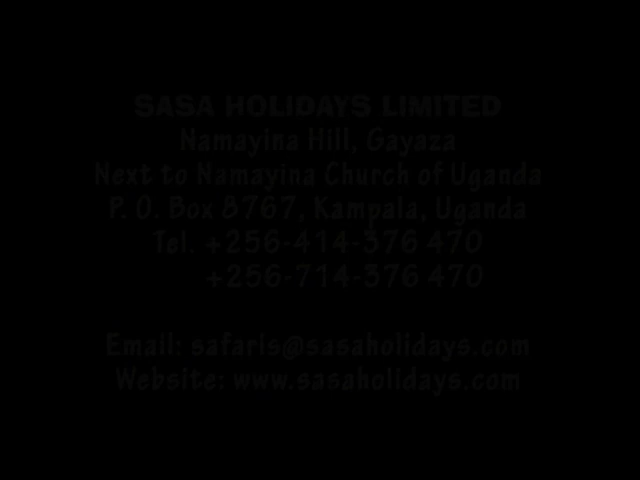 SASA HOLIDAYS LIMITED
Namayina Hill, Gayaza
Next to Namayina Church of Uganda
P. O. Box 8767, Kampala, Uganda
Tel. +256-414-376 470
+256-714-376 470
Email: safaris@sasaholidays.com
Website: www.sasaholidays.com